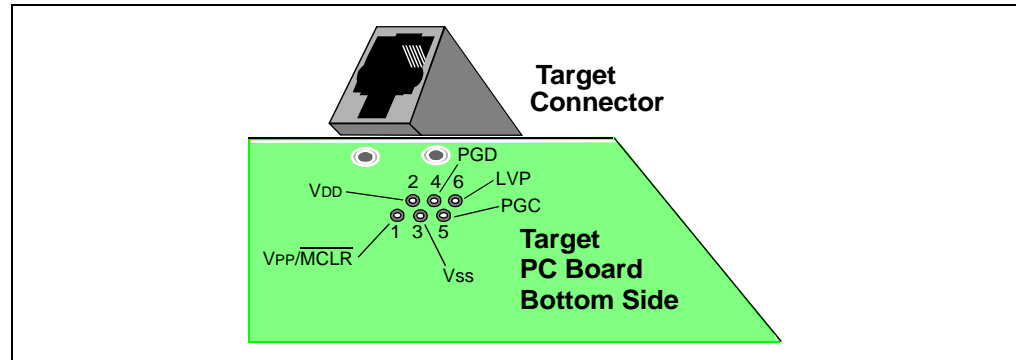 Target
Connector
PGD
2 4 6
LVP
VDD
PGC
1 3 5
VPP/MCLR
Vss
Target
PC Board
Bottom Side